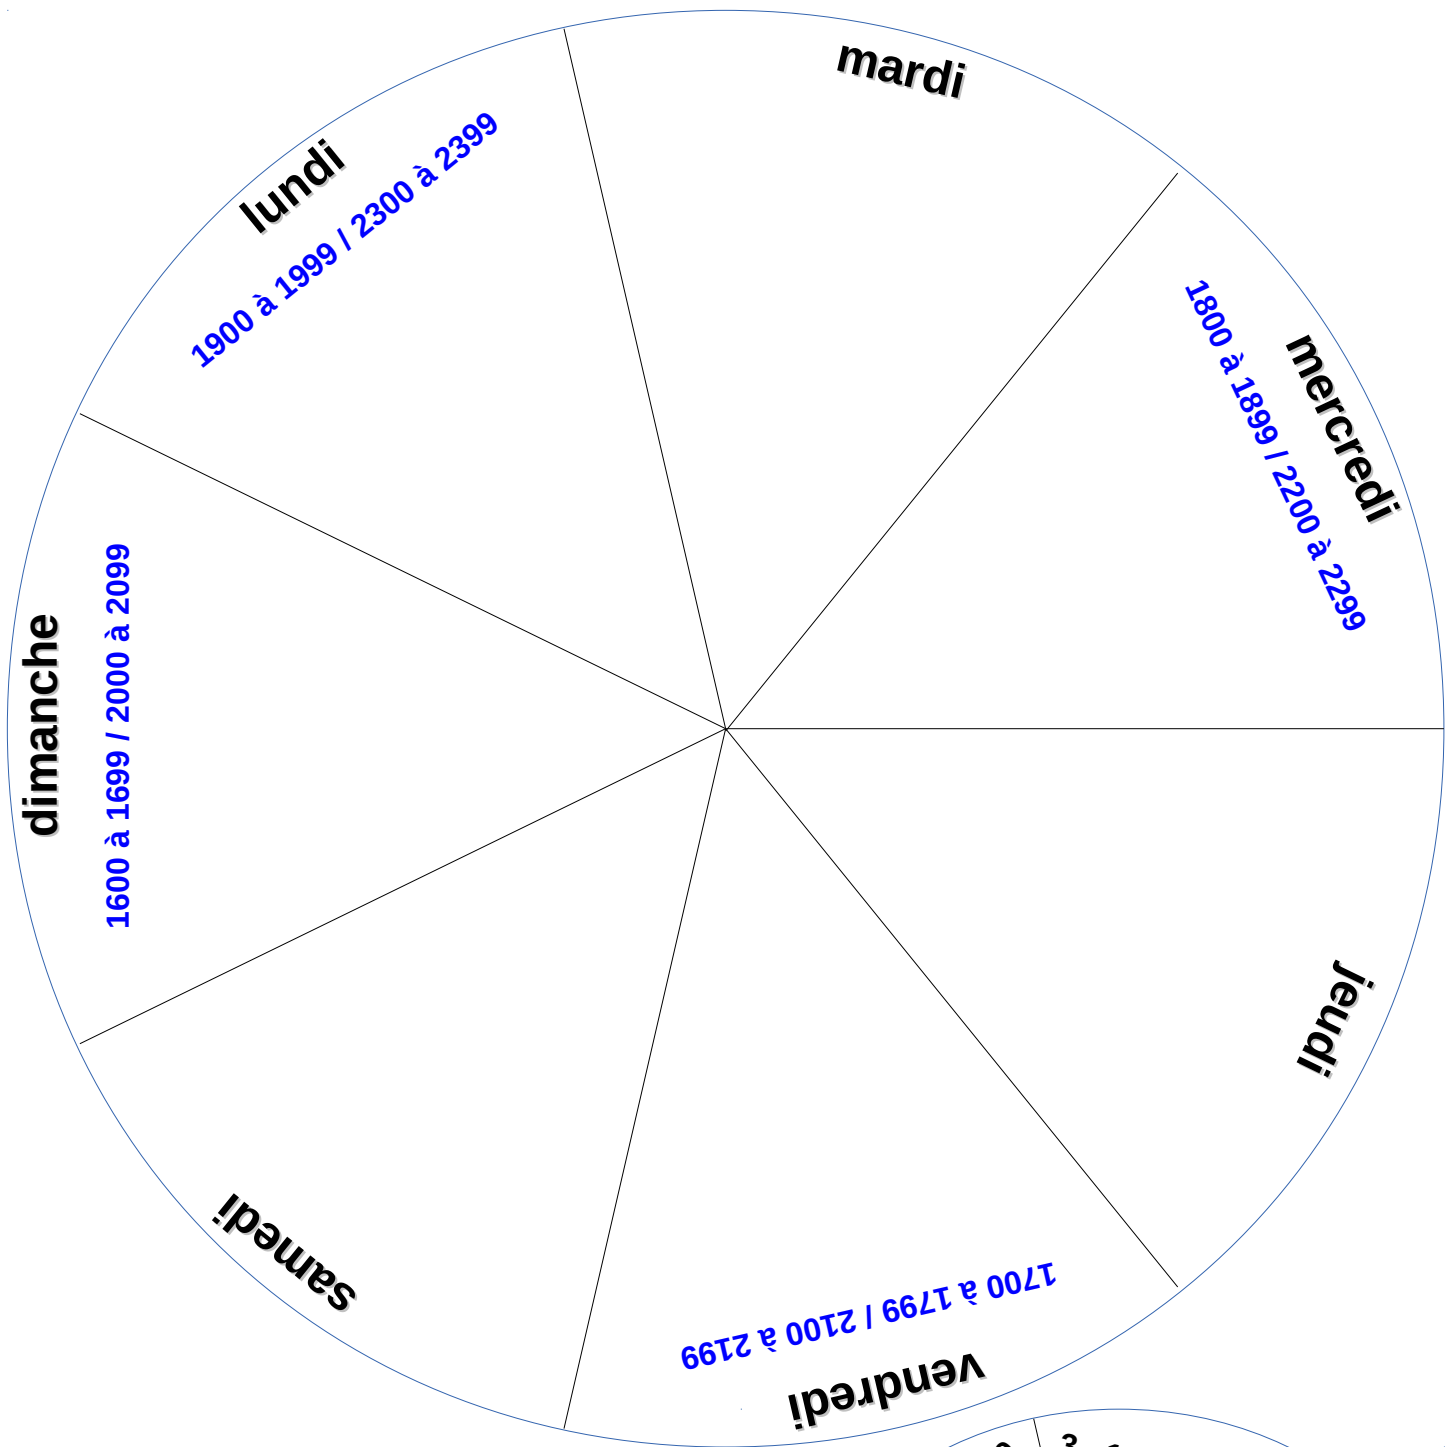 mardi
lundi
1900 à 1999 / 2300 à 2399
mercredi
1800 à 1899 / 2200 à 2299
dimanche
1600 à 1699 / 2000 à 2099
jeudi
samedi
1700 à 1799 / 2100 à 2199
vendredi